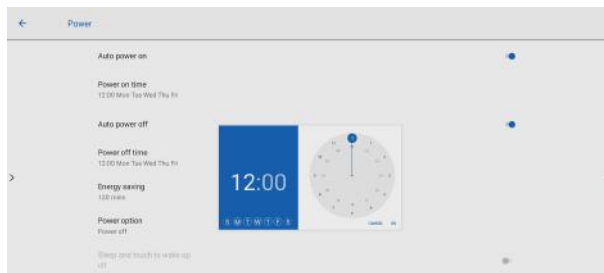 Power
Auto power on
Power on time
12:00 Mon Tue Wed Thu Fri
Auto power off
Power off time
12:00 Mon Tue Wed Thu Fri
Energy saving
120 mins
Power option
Power off
Sleep and touch to wake up
off
12:00
S M T W T F S
CANCEL OK